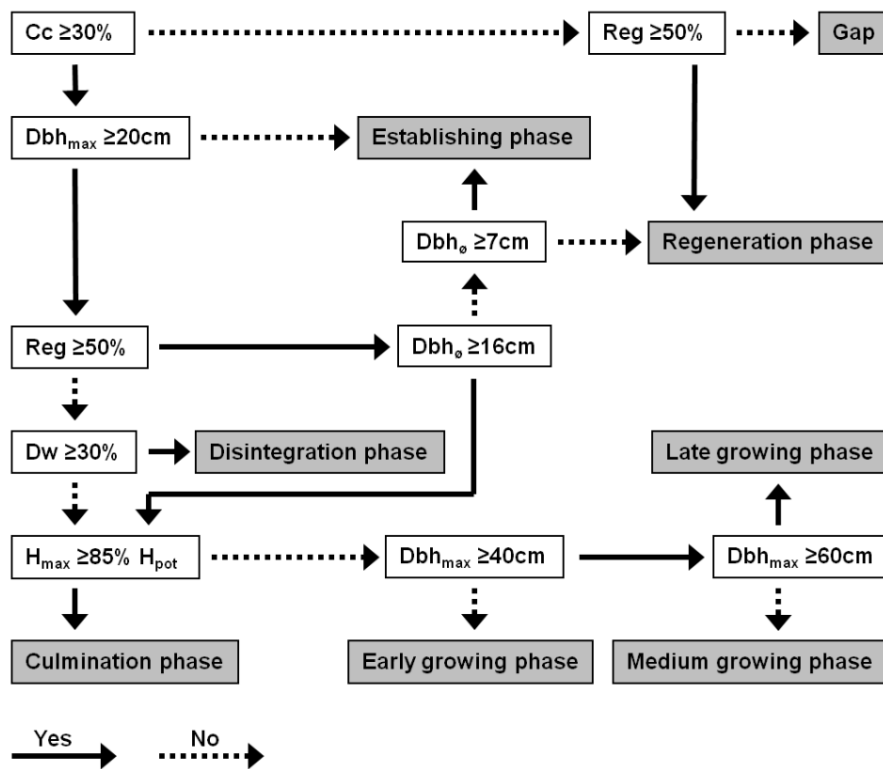 Cc ≥30%
Reg ≥50%
Gap
Dbhmax ≥20cm
Establishing phase
Dbhø ≥7cm
Regeneration phase
Reg ≥50%
Dbhø ≥16cm
Dw ≥30%
Disintegration phase
Late growing phase
Hmax ≥85% Hpot
Dbhmax ≥40cm
Dbhmax ≥60cm
Culmination phase
Early growing phase
Medium growing phase
Yes
No